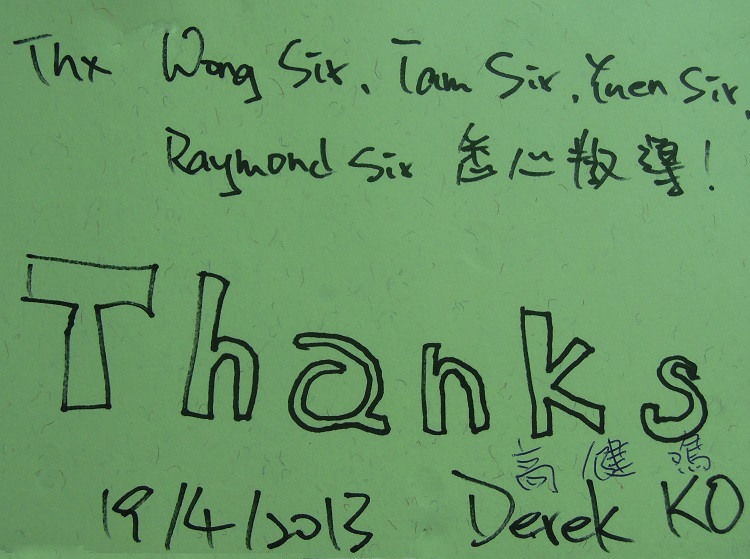 Thx Wong Sir, Tam Sir, Yuen Sir,
Raymond Sir 悉心教導!
Thanks
高健
19/4/2013 Derek KO